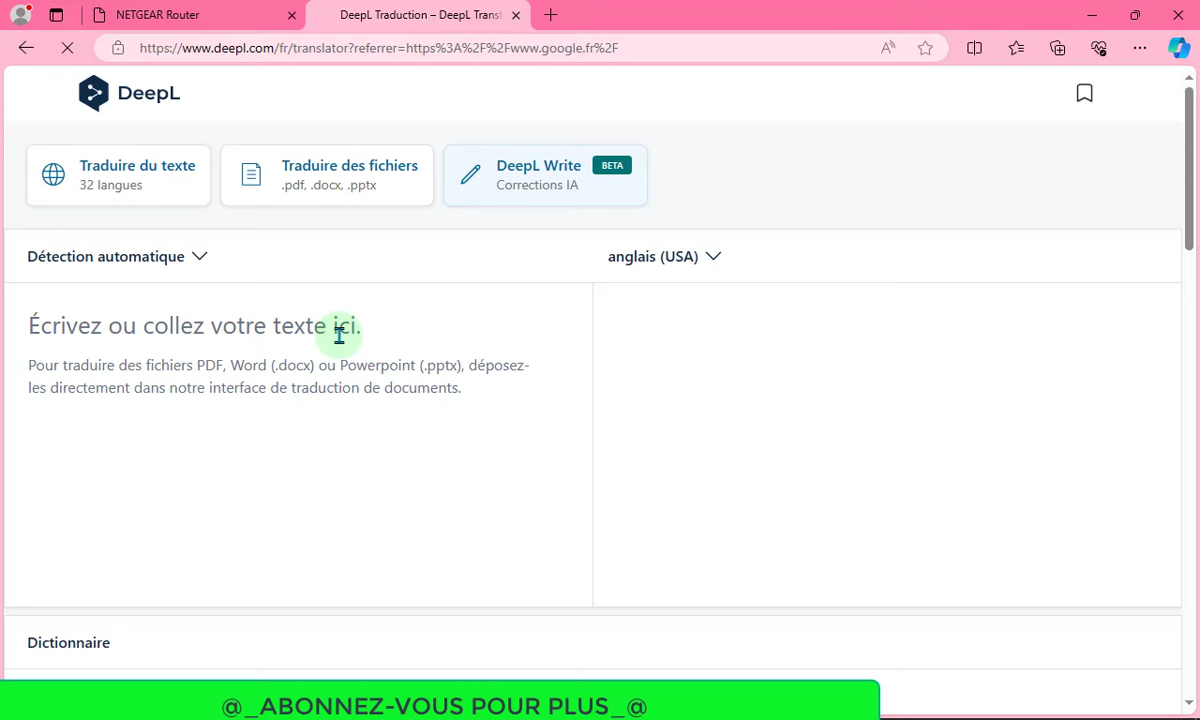 NETGEAR Router
DeepL Traduction – DeepL Transl
https://www.deepl.com/fr/translator?referrer=https%3A%2F%2Fwww.google.fr%2F
DeepL
Traduire du texte
32 langues
Traduire des fichiers
.pdf, .docx, .pptx
DeepL Write BETA
Corrections IA
Détection automatique
anglais (USA)
Écrivez ou collez votre texte ici.
Pour traduire des fichiers PDF, Word (.docx) ou Powerpoint (.pptx), déposez-
les directement dans notre interface de traduction de documents.
Dictionnaire
@_ABONNEZ-VOUS POUR PLUS_@